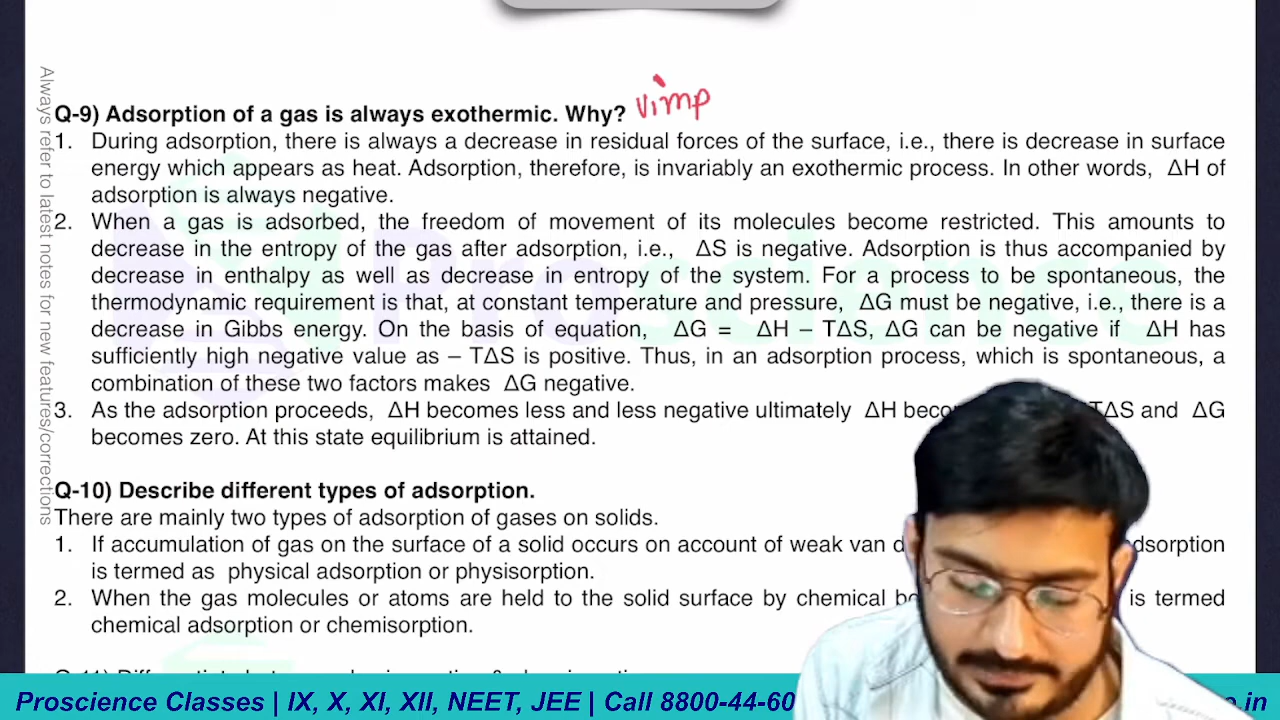 Q-9) Adsorption of a gas is always exothermic. Why? vimp
1. During adsorption, there is always a decrease in residual forces of the surface, i.e., there is decrease in surface
energy which appears as heat. Adsorption, therefore, is invariably an exothermic process. In other words, ΔH of
adsorption is always negative.
2. When a gas is adsorbed, the freedom of movement of its molecules become restricted. This amounts to
decrease in the entropy of the gas after adsorption, i.e., ΔS is negative. Adsorption is thus accompanied by
decrease in enthalpy as well as decrease in entropy of the system. For a process to be spontaneous, the
thermodynamic requirement is that, at constant temperature and pressure, ΔG must be negative, i.e., there is a
decrease in Gibbs energy. On the basis of equation, ΔG = ΔH – TΔS, ΔG can be negative if ΔH has
sufficiently high negative value as – TΔS is positive. Thus, in an adsorption process, which is spontaneous, a
combination of these two factors makes ΔG negative.
3. As the adsorption proceeds, ΔH becomes less and less negative ultimately ΔH TΔS and ΔG
becomes zero. At this state equilibrium is attained.
Q-10) Describe different types of adsorption.
There are mainly two types of adsorption of gases on solids.
1. If accumulation of gas on the surface of a solid occurs on account of weak van
is termed as physical adsorption or physisorption.
2. When the gas molecules or atoms are held to the solid surface by chemical is termed
chemical adsorption or chemisorption.
Always refer to latest notes for new features/corrections
Proscience
Proscience Classes | IX, X, XI, XII, NEET, JEE | Call 8800-44-60